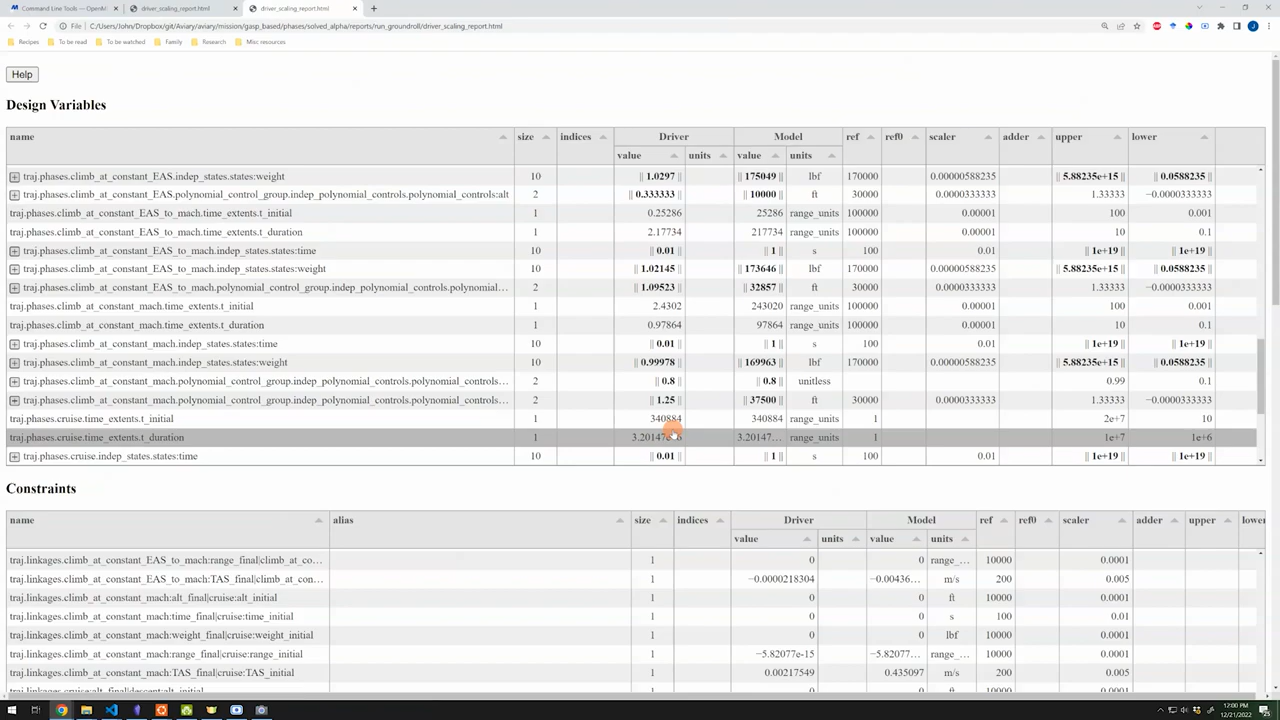 Command Line Tools — OpenM
driver_scaling_report.html
driver_scaling_report.html
File C:/Users/John/Dropbox/git/Aviary/aviary/mission/gasp_based/phases/solved_alpha/reports/run_groundroll/driver_scaling_report.html
Recipes To be read To be watched Family Research Misc resources
Help
Design Variables
name size indices Driver Model ref ref0 scaler adder upper lower
value units value units
traj.phases.climb_at_constant_EAS.indep_states.states:weight 10 || 1.0297 || || 175049 || lbf 170000 0.00000588235 || 5.88235e+15 || || 0.0588235 ||
traj.phases.climb_at_constant_EAS.polynomial_control_group.indep_polynomial_controls.polynomial_controls:alt 2 || 0.333333 || || 10000 || ft 30000 0.0000333333 1.33333 −0.0000333333
traj.phases.climb_at_constant_EAS_to_mach.time_extents.t_initial 1 0.25286 25286 range_units 100000 0.00001 100 0.001
traj.phases.climb_at_constant_EAS_to_mach.time_extents.t_duration 1 2.17734 217734 range_units 100000 0.00001 10 0.1
traj.phases.climb_at_constant_EAS_to_mach.indep_states.states:time 10 || 0.01 || || 1 || s 100 0.01 || 1e+19 || || 1e+19 ||
traj.phases.climb_at_constant_EAS_to_mach.indep_states.states:weight 10 || 1.02145 || || 173646 || lbf 170000 0.00000588235 || 5.88235e+15 || || 0.0588235 ||
traj.phases.climb_at_constant_EAS_to_mach.polynomial_control_group.indep_polynomial_controls.polynomial... 2 || 1.09523 || || 32857 || ft 30000 0.0000333333 1.33333 −0.0000333333
traj.phases.climb_at_constant_mach.time_extents.t_initial 1 2.4302 243020 range_units 100000 0.00001 100 0.001
traj.phases.climb_at_constant_mach.time_extents.t_duration 1 0.97864 97864 range_units 100000 0.00001 10 0.1
traj.phases.climb_at_constant_mach.indep_states.states:time 10 || 0.01 || || 1 || s 100 0.01 || 1e+19 || || 1e+19 ||
traj.phases.climb_at_constant_mach.indep_states.states:weight 10 || 0.99978 || || 169963 || lbf 170000 0.00000588235 || 5.88235e+15 || || 0.0588235 ||
traj.phases.climb_at_constant_mach.polynomial_control_group.indep_polynomial_controls.polynomial_controls... 2 || 0.8 || || 0.8 || unitless 0.99 0.1
traj.phases.climb_at_constant_mach.polynomial_control_group.indep_polynomial_controls.polynomial_controls... 2 || 1.25 || || 37500 || ft 30000 0.0000333333 1.33333 −0.0000333333
traj.phases.cruise.time_extents.t_initial 1 340884 340884 range_units 1 2e+7 10
traj.phases.cruise.time_extents.t_duration 1 3.20147... range_units 1 1e+7 1e+6
traj.phases.cruise.indep_states.states:time 10 || 0.01 || || 1 || s 100 0.01 || 1e+19 || || 1e+19 ||
Constraints
name alias size indices Driver Model ref ref0 scaler adder upper lower
value units value units
traj.linkages.climb_at_constant_EAS_to_mach:range_final|climb_at_co... 1 0 0 range_... 10000 0.0001
traj.linkages.climb_at_constant_EAS_to_mach:TAS_final|climb_at_con... 1 −0.0000218304 −0.00436... m/s 200 0.005
traj.linkages.climb_at_constant_mach:alt_final|cruise:alt_initial 1 0 0 ft 10000 0.0001
traj.linkages.climb_at_constant_mach:time_final|cruise:time_initial 1 0 0 s 100 0.01
traj.linkages.climb_at_constant_mach:weight_final|cruise:weight_initial 1 0 0 lbf 10000 0.0001
traj.linkages.climb_at_constant_mach:range_final|cruise:range_initial 1 −5.82077e-15 −5.82077... range_... 10000 0.0001
traj.linkages.climb_at_constant_mach:TAS_final|cruise:TAS_initial 1 0.00217549 0.435097 m/s 200 0.005
traj.linkages.cruise:alt_final|descent:alt_initial 1 0 0 ft 10000 0.0001
12:00 PM
12/21/2022